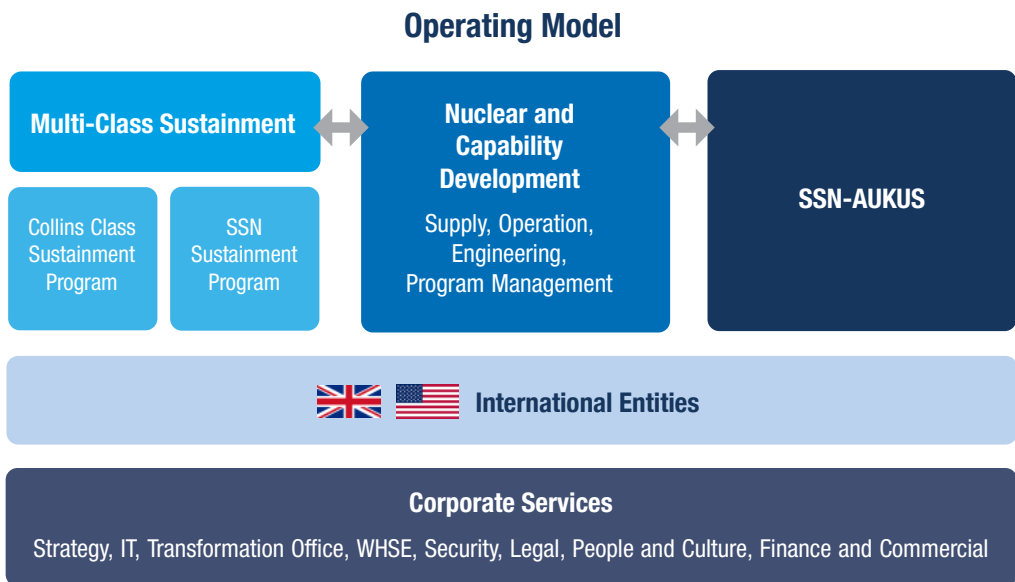 Operating Model
Multi-Class Sustainment
Collins Class
Sustainment
Program
SSN
Sustainment
Program
Nuclear and
Capability
Development
Supply, Operation,
Engineering,
Program Management
SSN-AUKUS
International Entities
Corporate Services
Strategy, IT, Transformation Office, WHSE, Security, Legal, People and Culture, Finance and Commercial